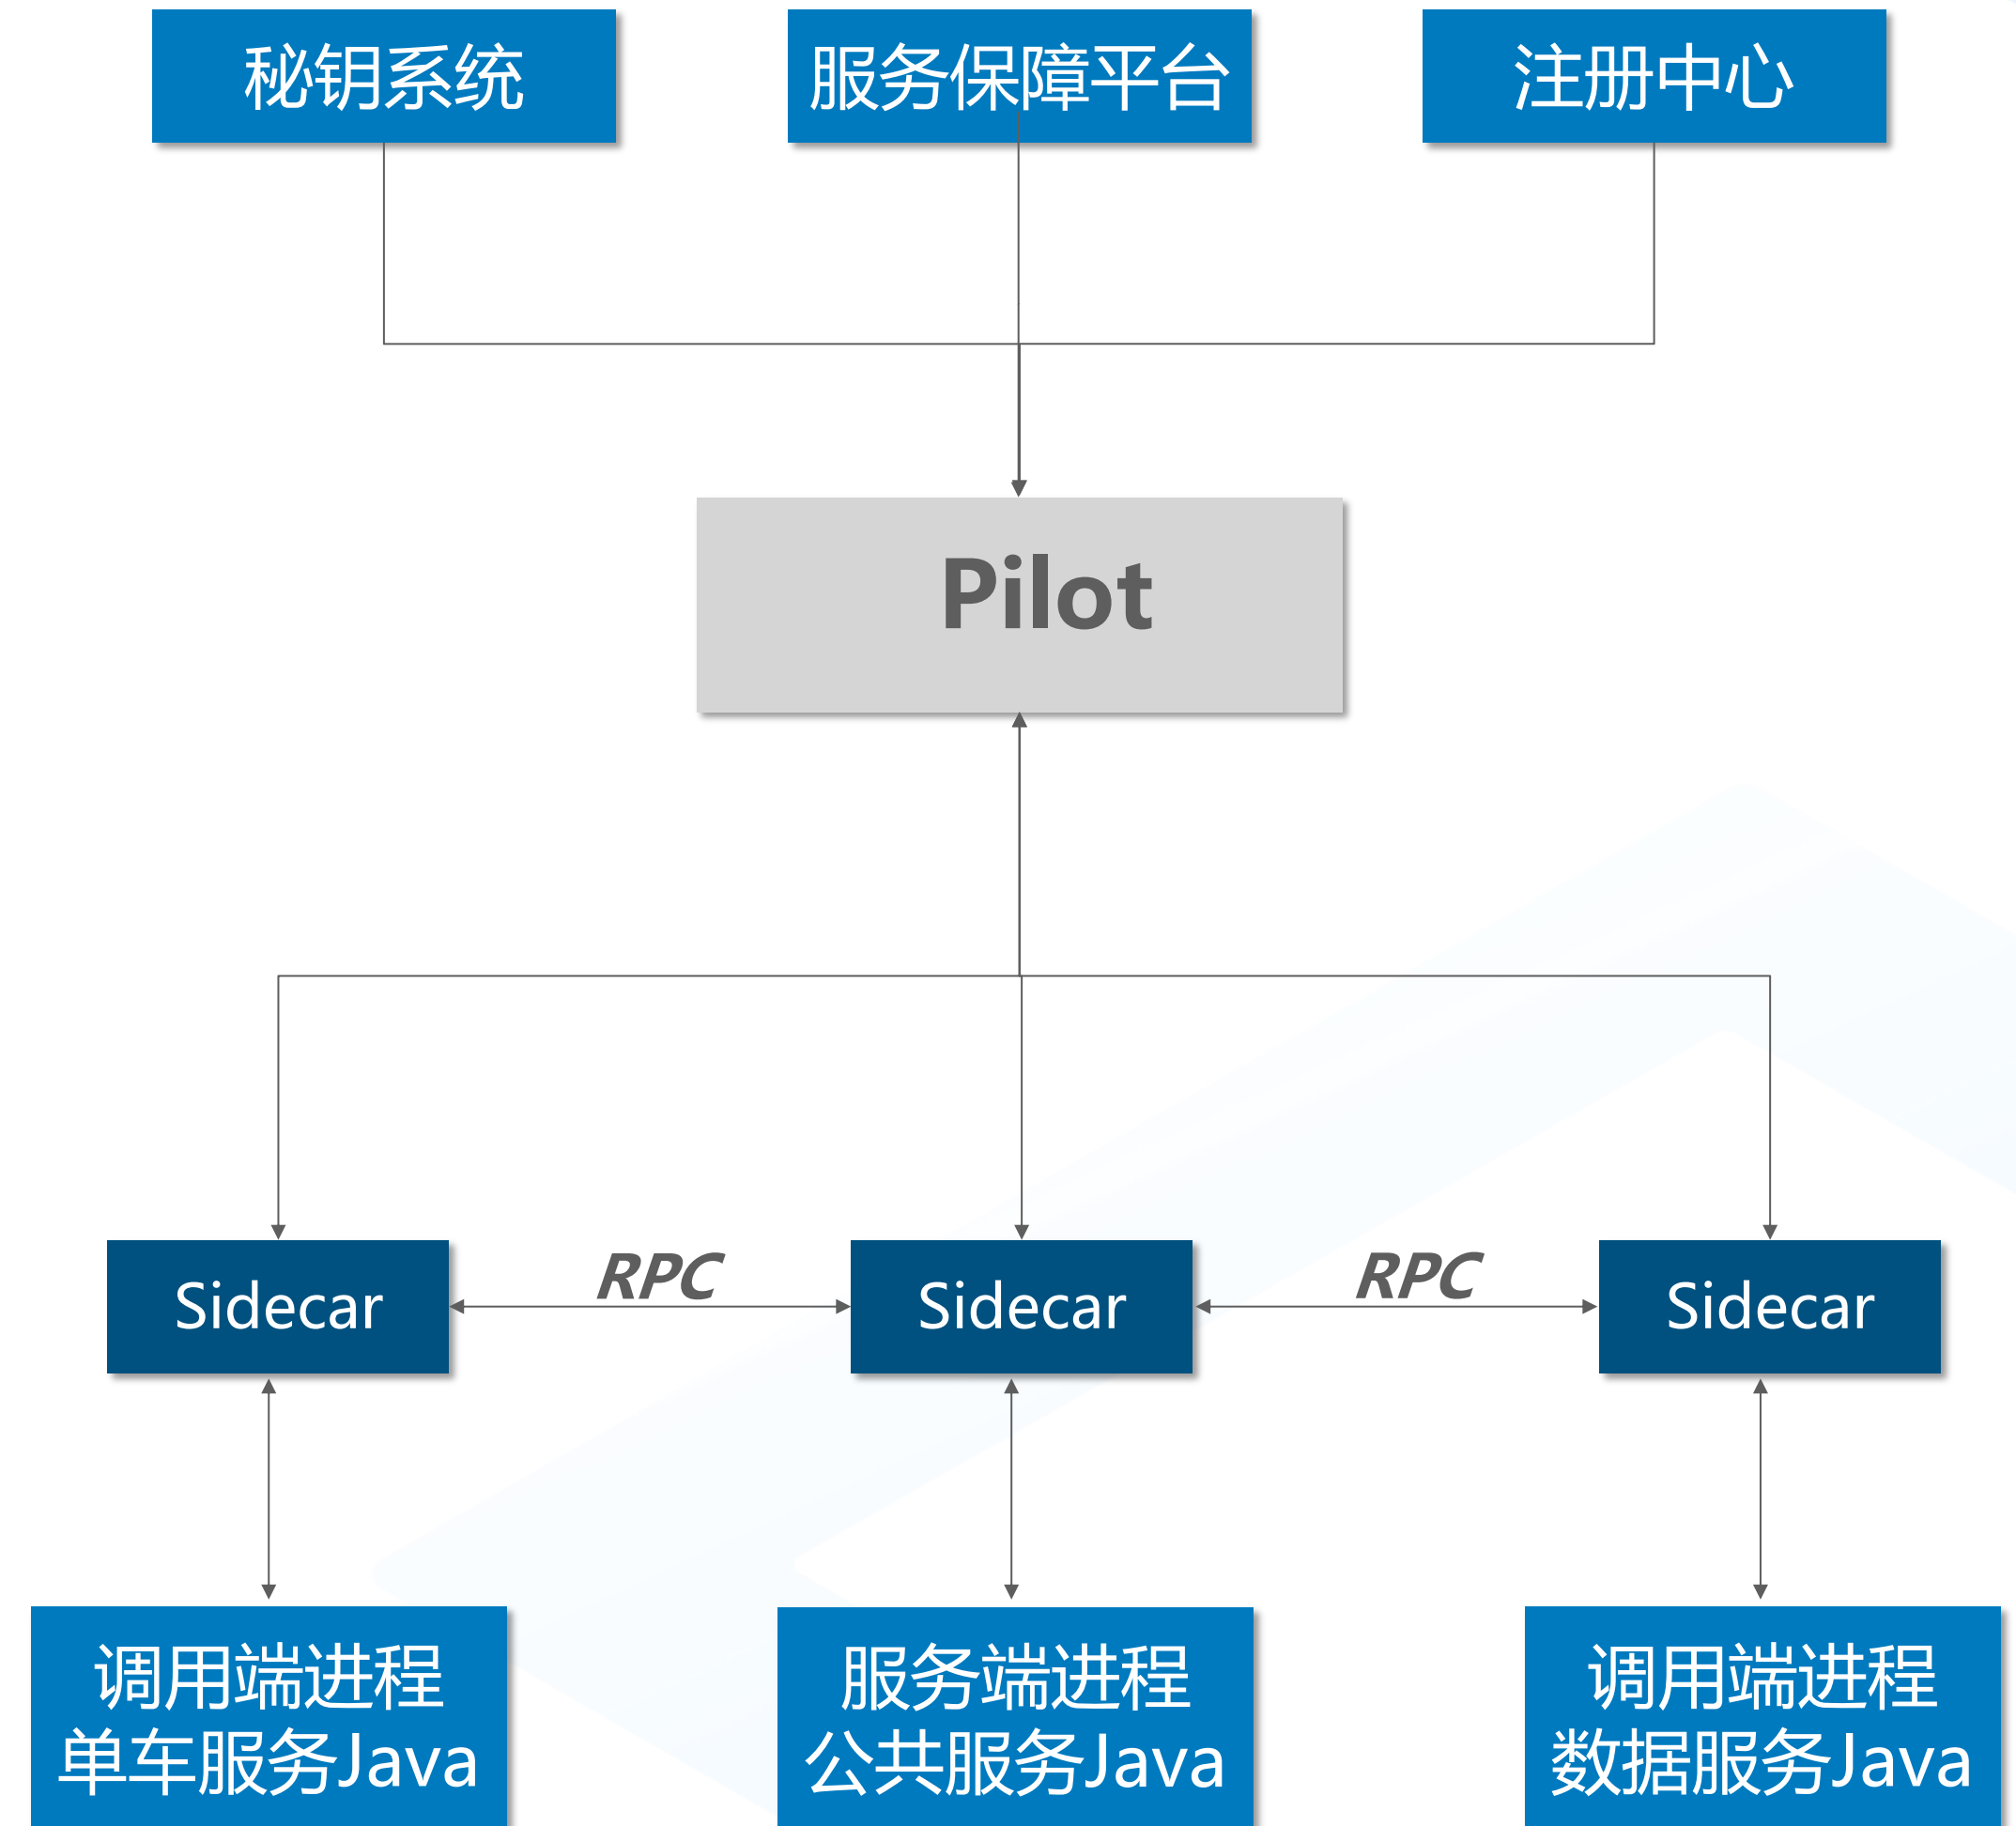 秘钥系统
服务保障平台
注册中心
Pilot
RPC
RPC
Sidecar
Sidecar
Sidecar
调用端进程
单车服务Java
服务端进程
公共服务Java
调用端进程
数据服务Java